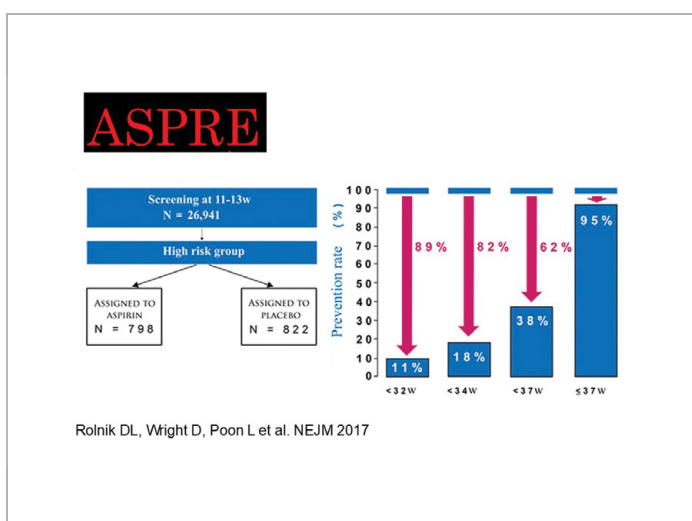 ASPRE
Screening at 11-13w
N = 26,941
High risk group
ASSIGNED TO
ASPIRIN
N = 798
ASSIGNED TO
PLACEBO
N = 822
Prevention rate (%)
100
90
80
70
60
50
40
30
20
10
0
89%
82%
62%
95%
38%
18%
11%
<32W
<34W
<37W
≤37W
Rolnik DL, Wright D, Poon L et al. NEJM 2017